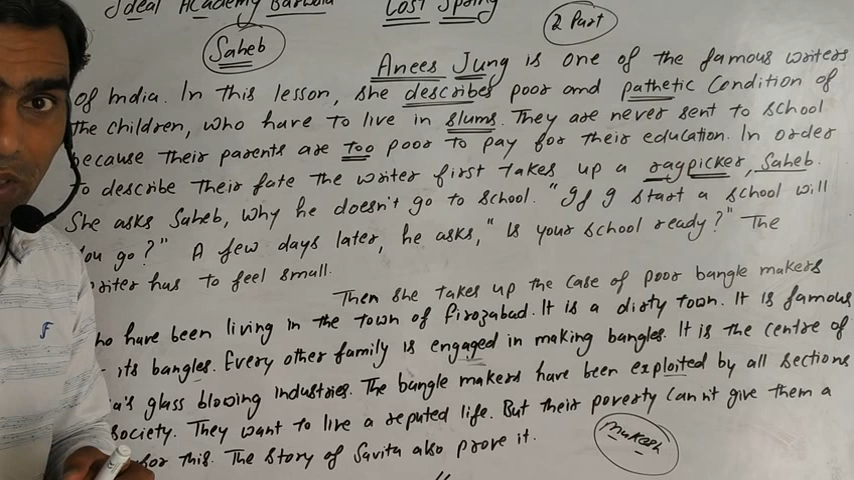 Ideal Academy Barwala Lost Spring
2 Part
Saheb
Anees Jung is one of the famous writers
of India. In this lesson, she describes poor and pathetic Condition of
the children, who have to live in slums. They are never sent to school
because their parents are too poor to pay for their education. In order
to describe their fate the writer first takes up a ragpicker, Saheb.
She asks Saheb, why he doesn't go to school. "If I start a school will
you go?" A few days later, he asks, "Is your school ready?" The
writer has to feel small.
Then she takes up the case of poor bangle makers
who have been living in the town of Firozabad. It is a dirty town. It is famous
its bangles. Every other family is engaged in making bangles. It is the centre of
glass blowing industries. The bangle makers have been exploited by all sections
society. They want to live a reputed life. But their poverty cann't give them a
for this. The story of Savita also prove it.
Mukesh
F